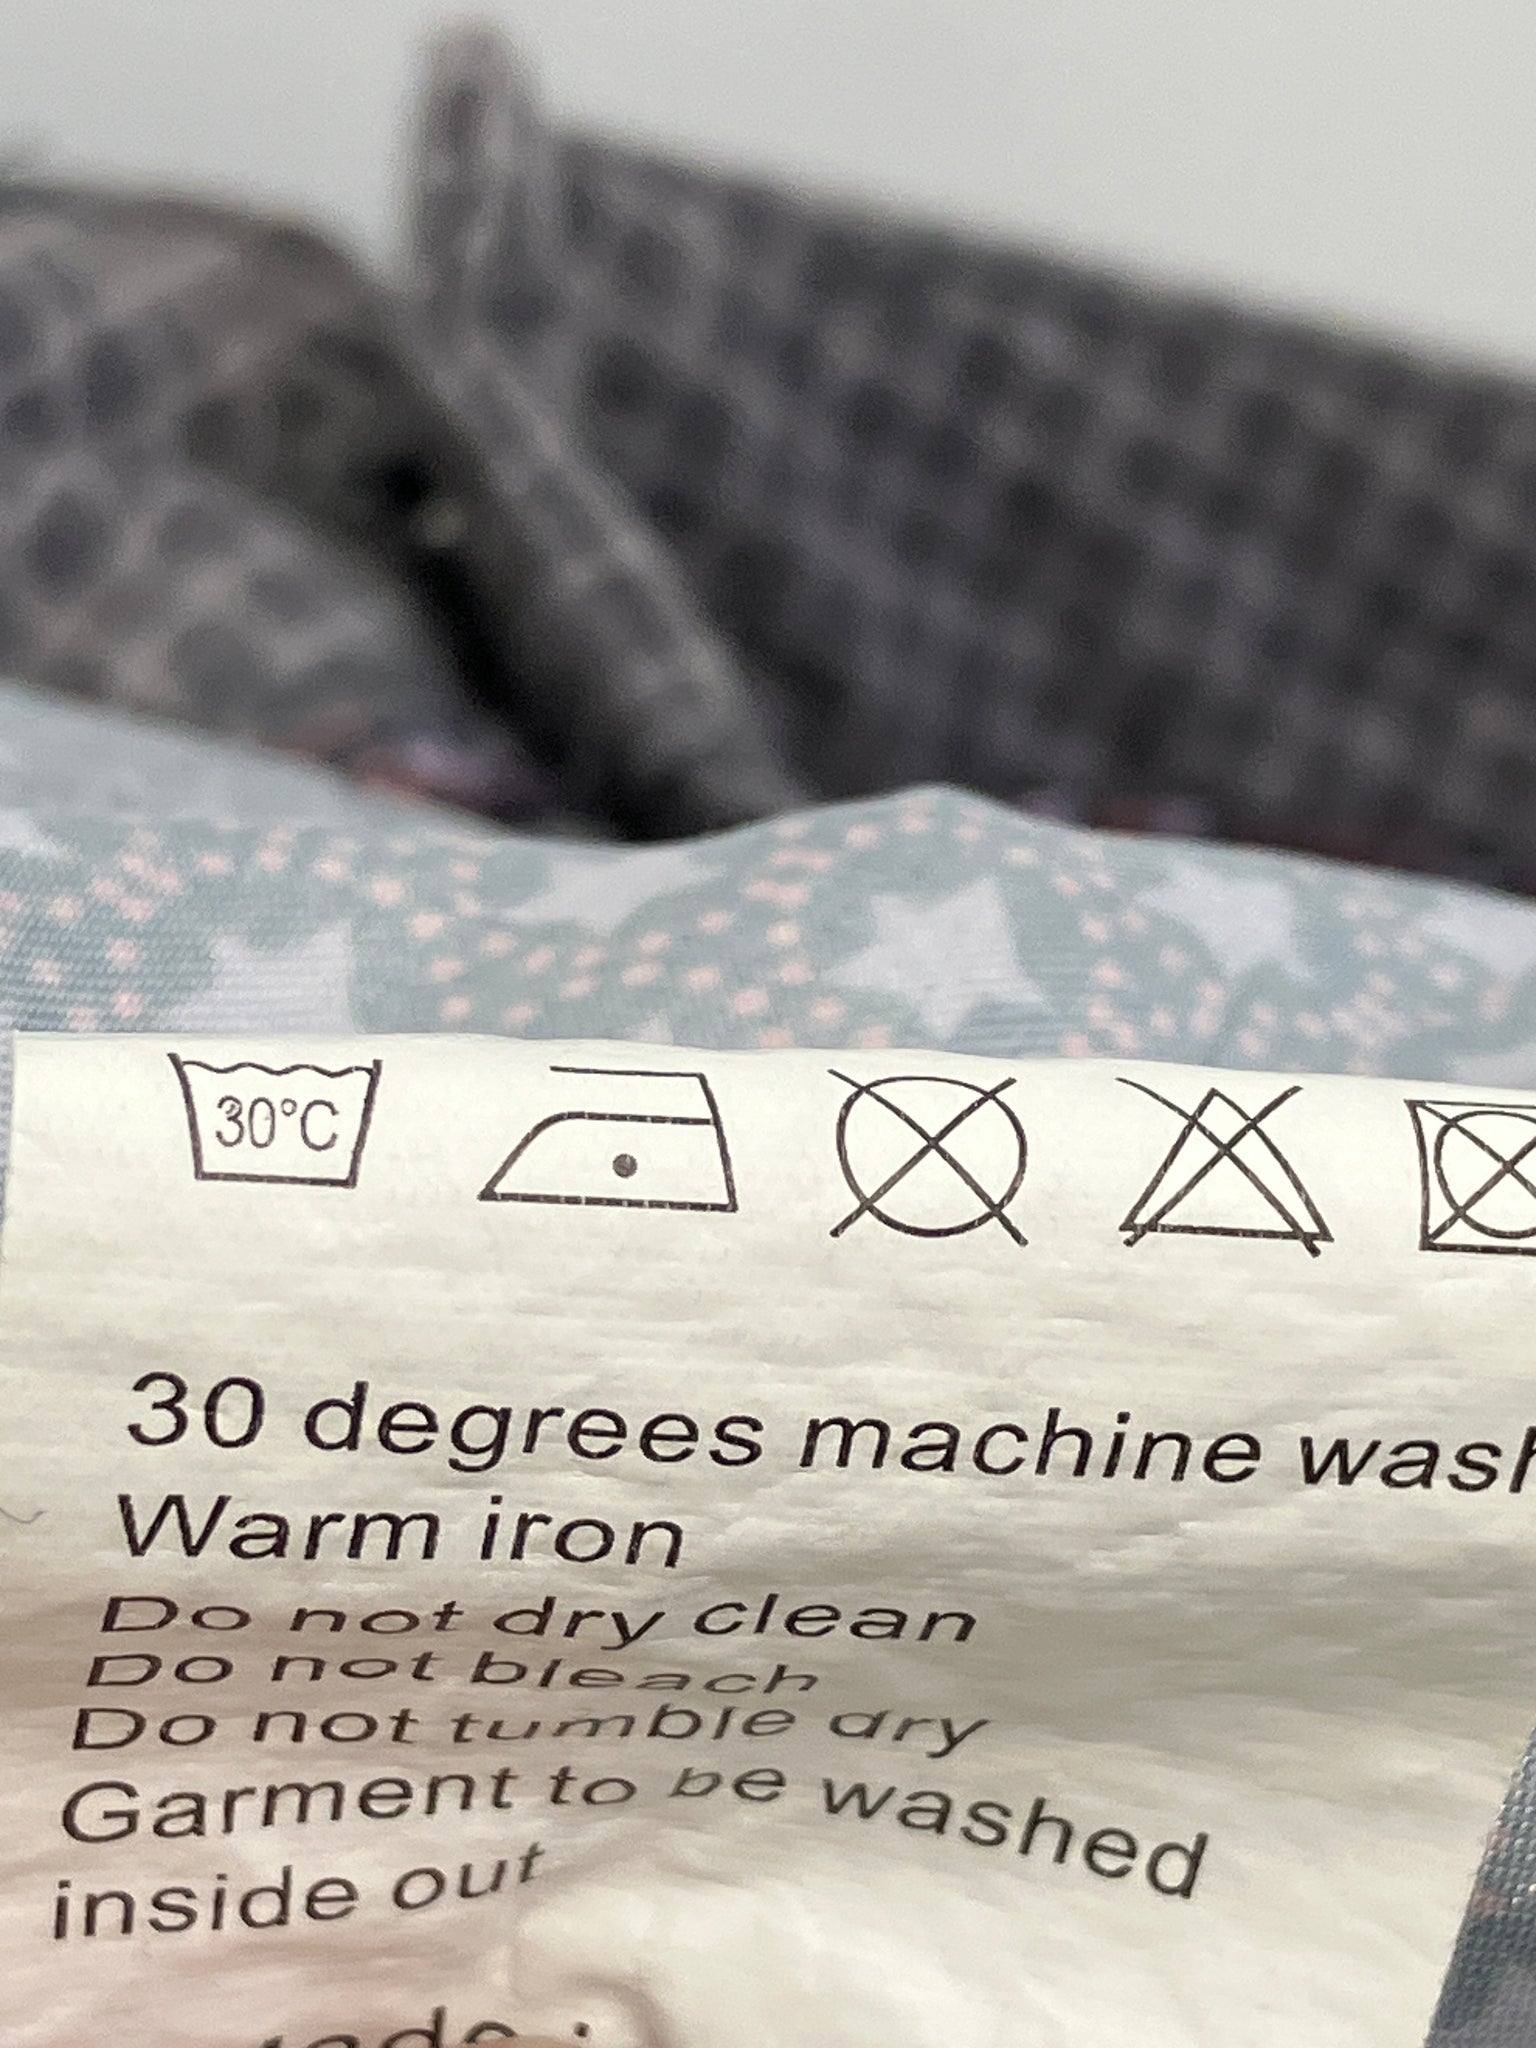 30°C
30 degrees machine wash
Warm iron
Do not dry clean
Do not bleach
Do not tumble dry
Garment to be washed
inside out